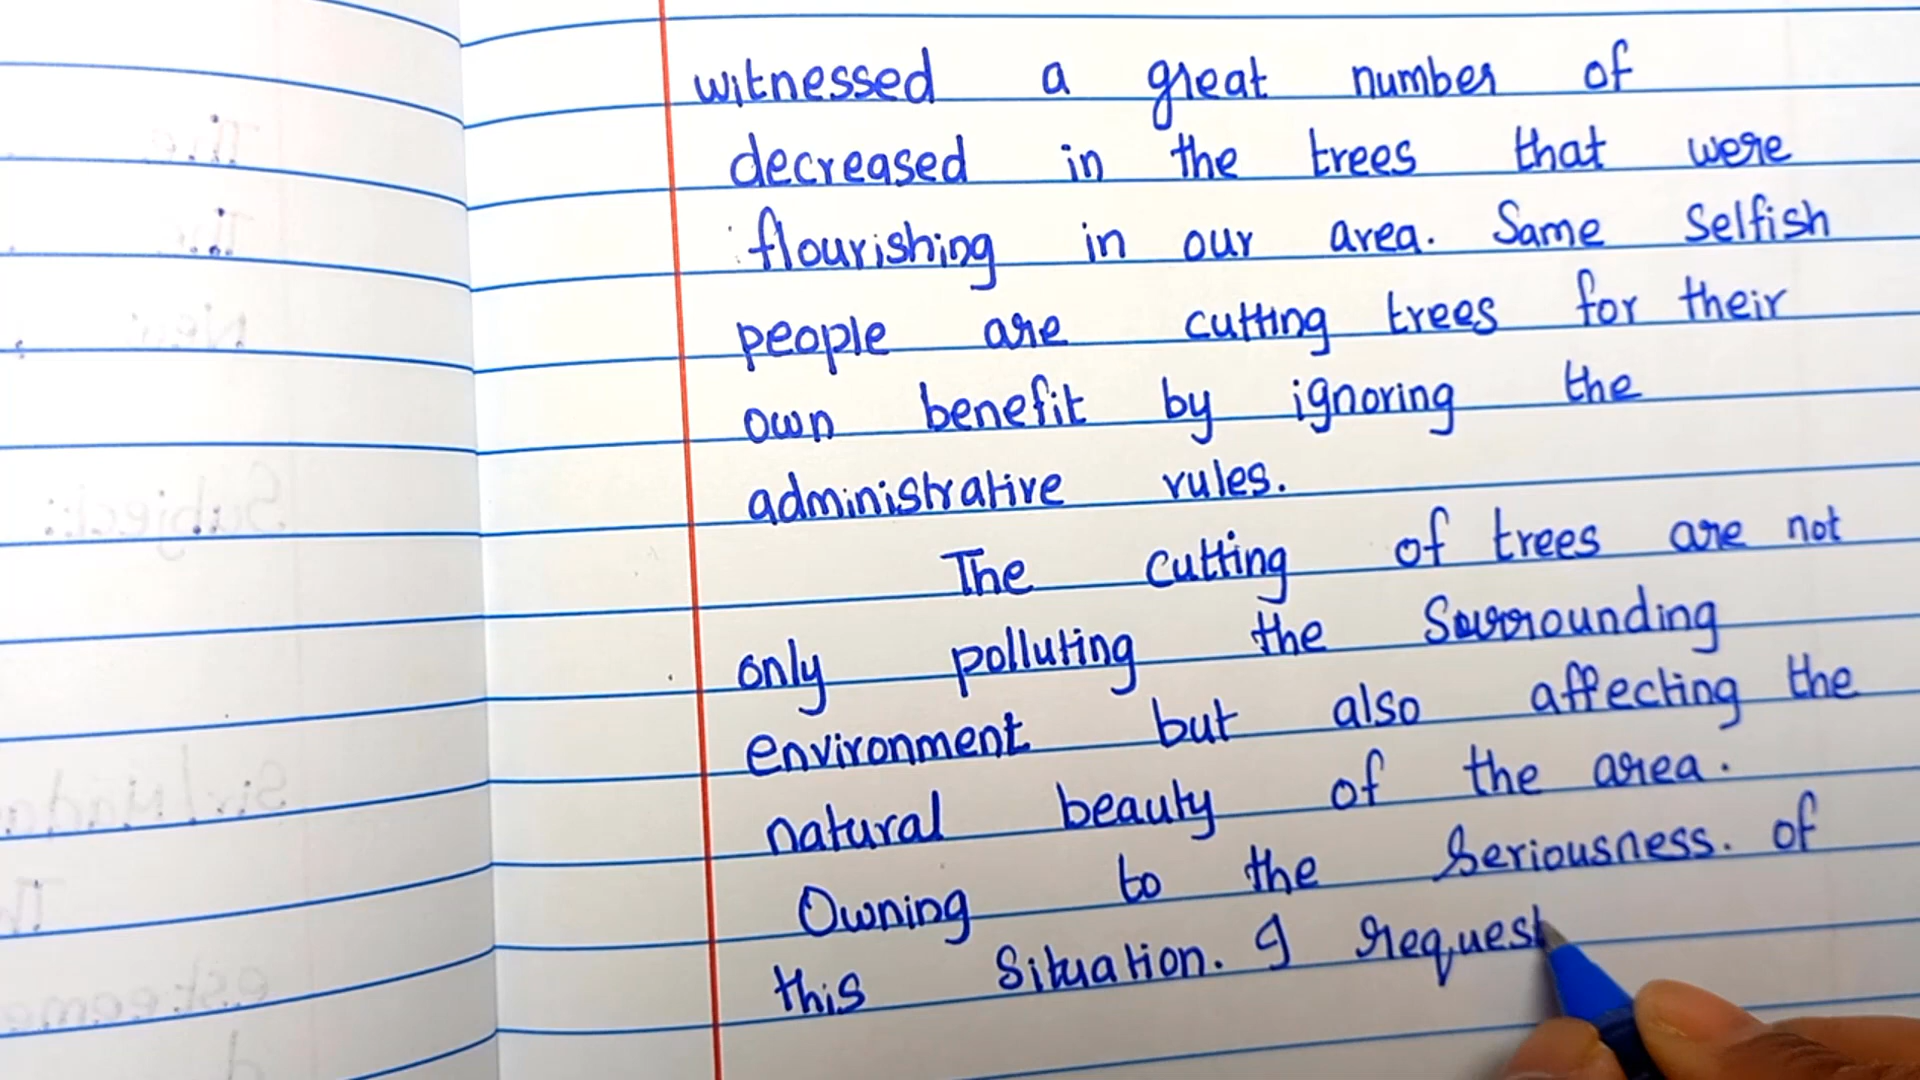 witnessed a great number of
decreased in the trees that were
flourishing in our area. Same Selfish
people are cutting trees for their
own benefit by ignoring the
administrative rules.
The cutting of trees are not
only polluting the Surrounding
environment but also affecting the
natural beauty of the area.
Owning to the Seriousness. of
this Situation. I request